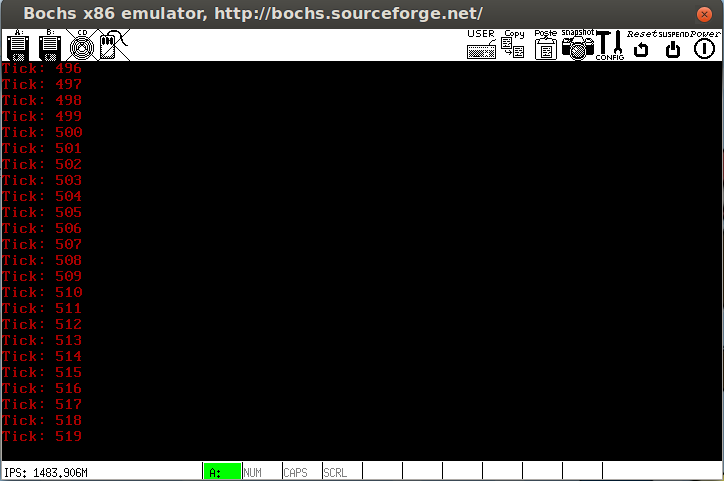 Bochs x86 emulator, http://bochs.sourceforge.net/
A: B: CD USER Copy Paste snapshot CONFIG Reset SUSPEND Power
Tick: 496
Tick: 497
Tick: 498
Tick: 499
Tick: 500
Tick: 501
Tick: 502
Tick: 503
Tick: 504
Tick: 505
Tick: 506
Tick: 507
Tick: 508
Tick: 509
Tick: 510
Tick: 511
Tick: 512
Tick: 513
Tick: 514
Tick: 515
Tick: 516
Tick: 517
Tick: 518
Tick: 519
IPS: 1483.906M A: NUM CAPS SCRL